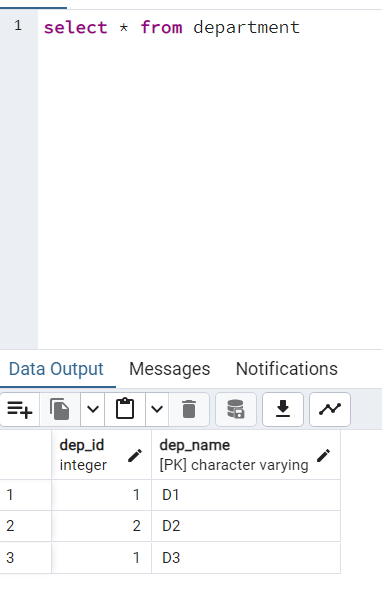 1 select * from department
Data Output Messages Notifications
dep_id dep_name
integer [PK] character varying
1 1 D1
2 2 D2
3 1 D3